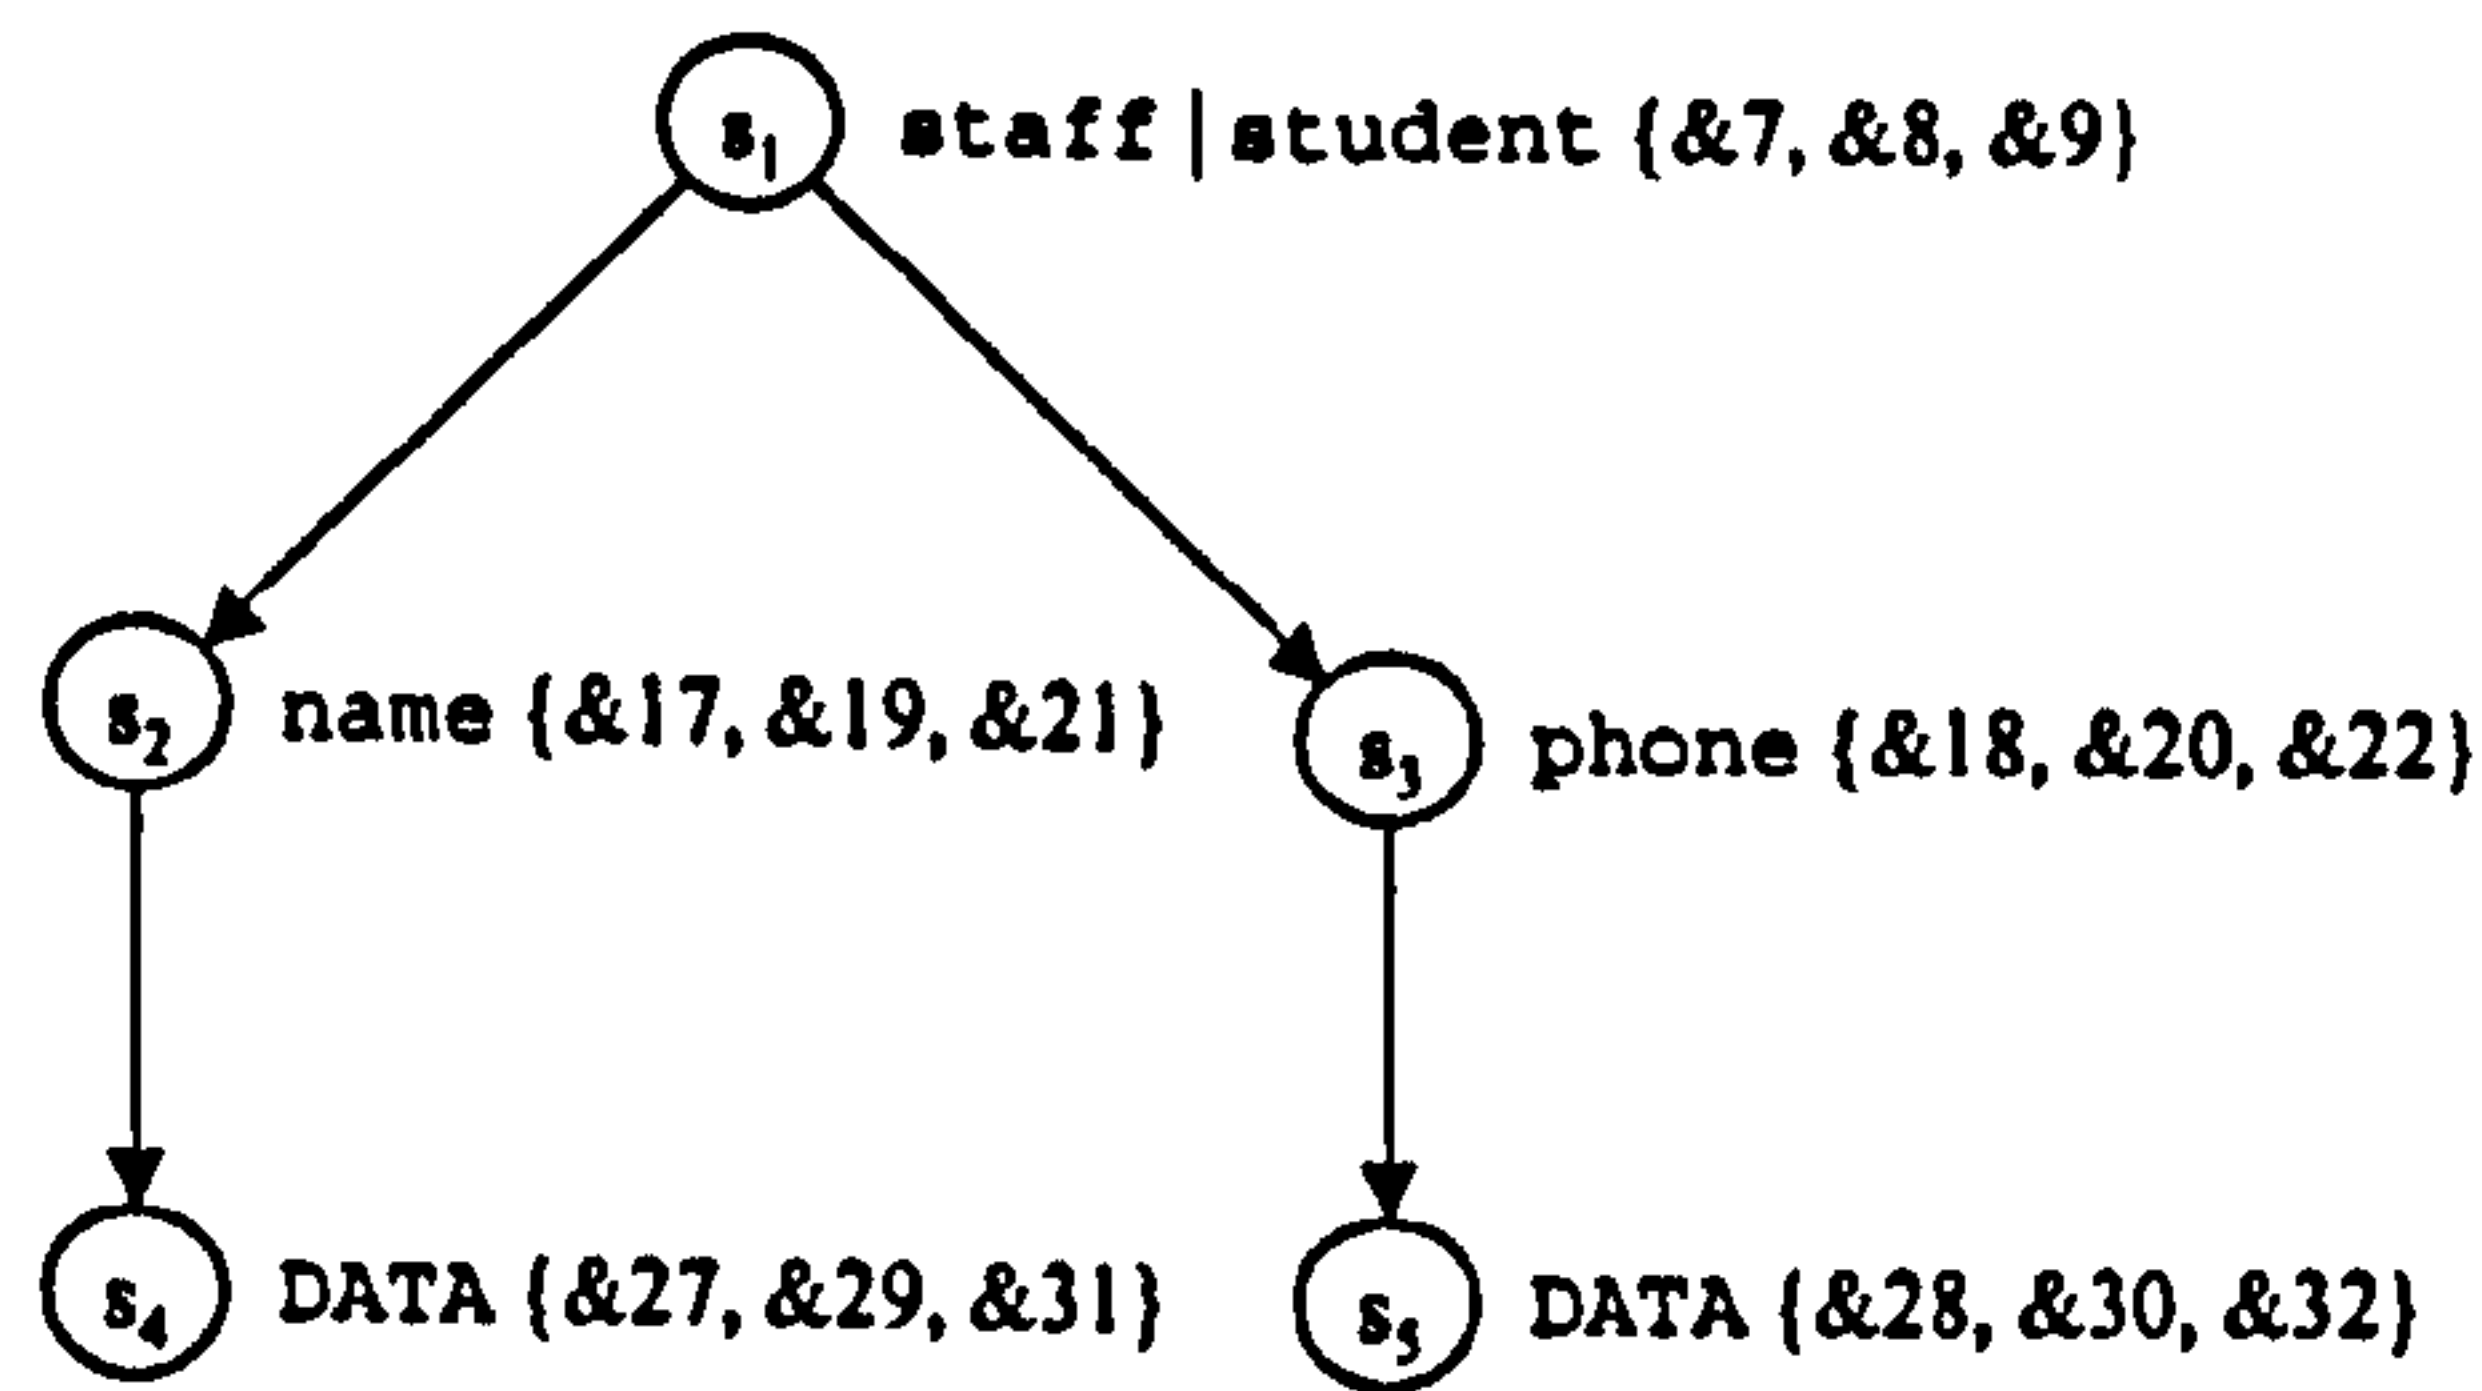 s1 staff|student {&7, &8, &9}
s2 name {&17, &19, &21}
s3 phone {&18, &20, &22}
s4 DATA {&27, &29, &31}
s5 DATA {&28, &30, &32}